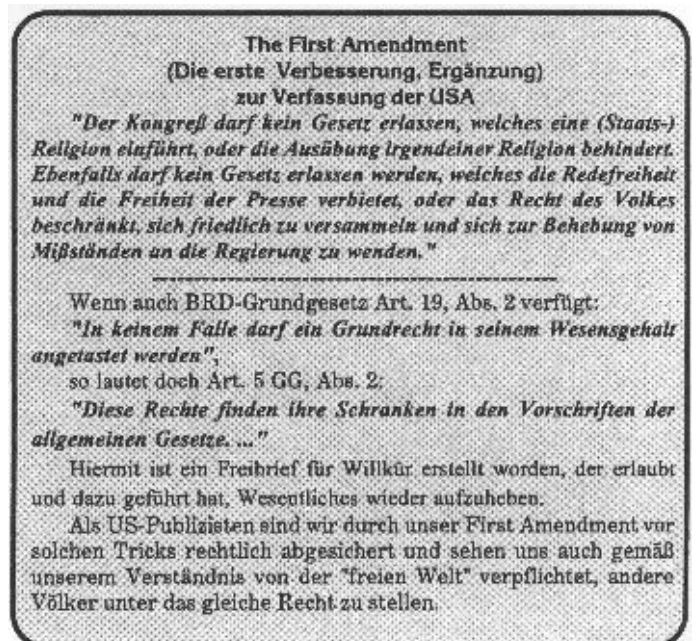 The First Amendment
(Die erste Verbesserung, Ergänzung)
zur Verfassung der USA
"Der Kongreß darf kein Gesetz erlassen, welches eine (Staats-)
Religion einführt, oder die Ausübung irgendeiner Religion behindert.
Ebenfalls darf kein Gesetz erlassen werden, welches die Redefreiheit
und die Freiheit der Presse verbietet, oder das Recht des Volkes
beschränkt, sich friedlich zu versammeln und sich zur Behebung von
Mißständen an die Regierung zu wenden."
Wenn auch BRD-Grundgesetz Art. 19, Abs. 2 verfügt:
"In keinem Falle darf ein Grundrecht in seinem Wesensgehalt
angetastet werden",
so lautet doch Art. 5 GG, Abs. 2:
"Diese Rechte finden ihre Schranken in den Vorschriften der
allgemeinen Gesetze. ..."
Hiermit ist ein Freibrief für Willkür erstellt worden, der erlaubt
und dazu geführt hat, Wesentliches wieder aufzuheben.
Als US-Publizisten sind wir durch unser First Amendment vor
solchen Tricks rechtlich abgesichert und sehen uns auch gemäß
unserem Verständnis von der "freien Welt" verpflichtet, andere
Völker unter das gleiche Recht zu stellen.